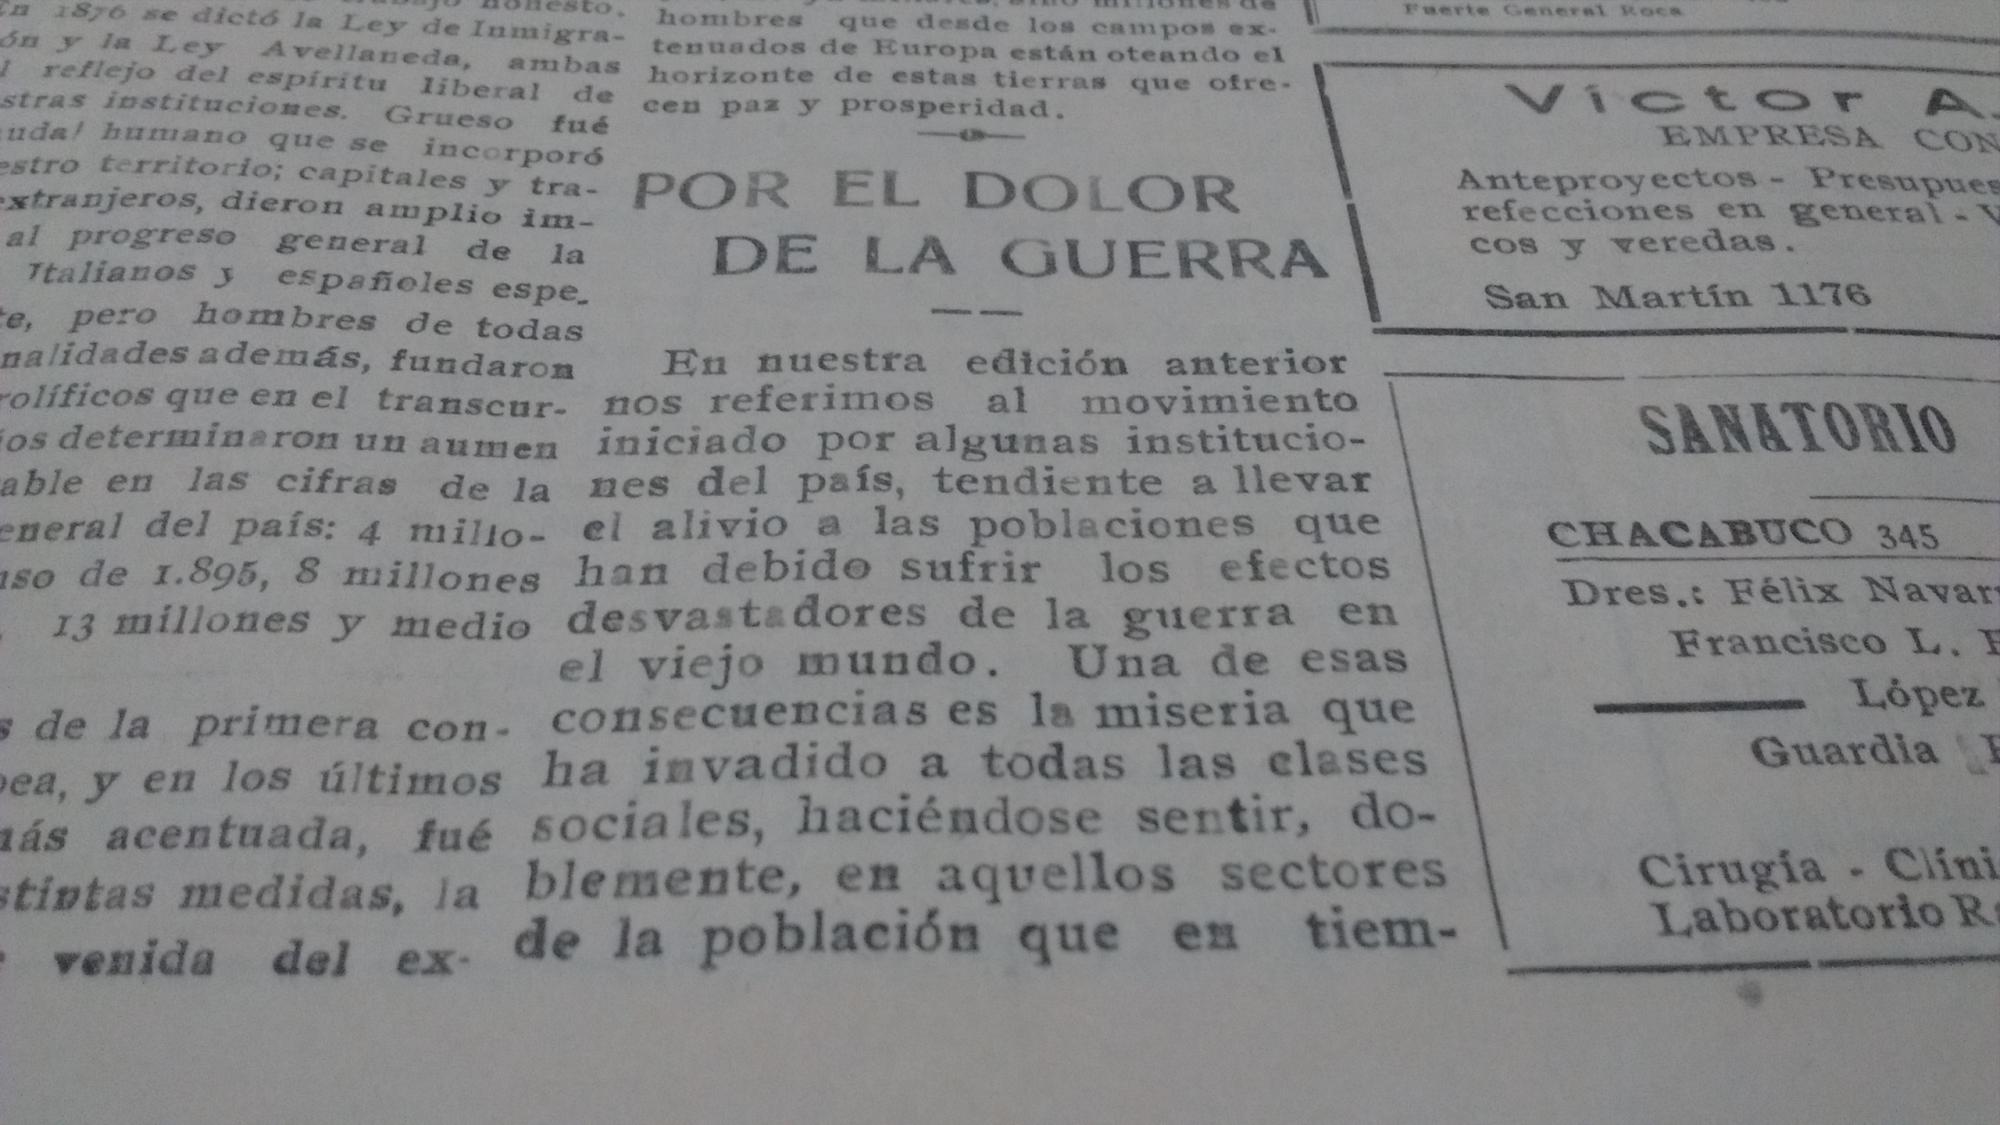 En 1876 se dictó la Ley de Inmigra-
ón y la Ley Avellaneda, ambas
l reflejo del espíritu liberal de
stras instituciones. Grueso fué
udal humano que se incorporó
estro territorio; capitales y tra-
extranjeros, dieron amplio im-
al progreso general de la
Italianos y españoles espe-
te, pero hombres de todas
nalidades además, fundaron
rolíficos que en el transcur-
ios determinaron un aumen
able en las cifras de la
eneral del país: 4 millo-
nso de 1.895, 8 millones
13 millones y medio
s de la primera con-
pea, y en los últimos
más acentuada, fué
stintas medidas, la
venida del ex-
hombres que desde los campos ex-
tenuados de Europa están oteando el
horizonte de estas tierras que ofre-
cen paz y prosperidad.
POR EL DOLOR
DE LA GUERRA
En nuestra edición anterior
nos referimos al movimiento
iniciado por algunas institucio-
nes del país, tendiente a llevar
el alivio a las poblaciones que
han debido sufrir los efectos
desvastadores de la guerra en
el viejo mundo. Una de esas
consecuencias es la miseria que
ha invadido a todas las clases
sociales, haciéndose sentir, do-
blemente, en aquellos sectores
de la población que en tiem-
Fuerte General Roca
Víctor A.
EMPRESA CON
Anteproyectos - Presupues
refecciones en general - V
cos y veredas.
San Martín 1176
SANATORIO
CHACABUCO 345
Dres.: Félix Navar
Francisco L.
López
Guardia
Cirugía - Clíni
Laboratorio Ra